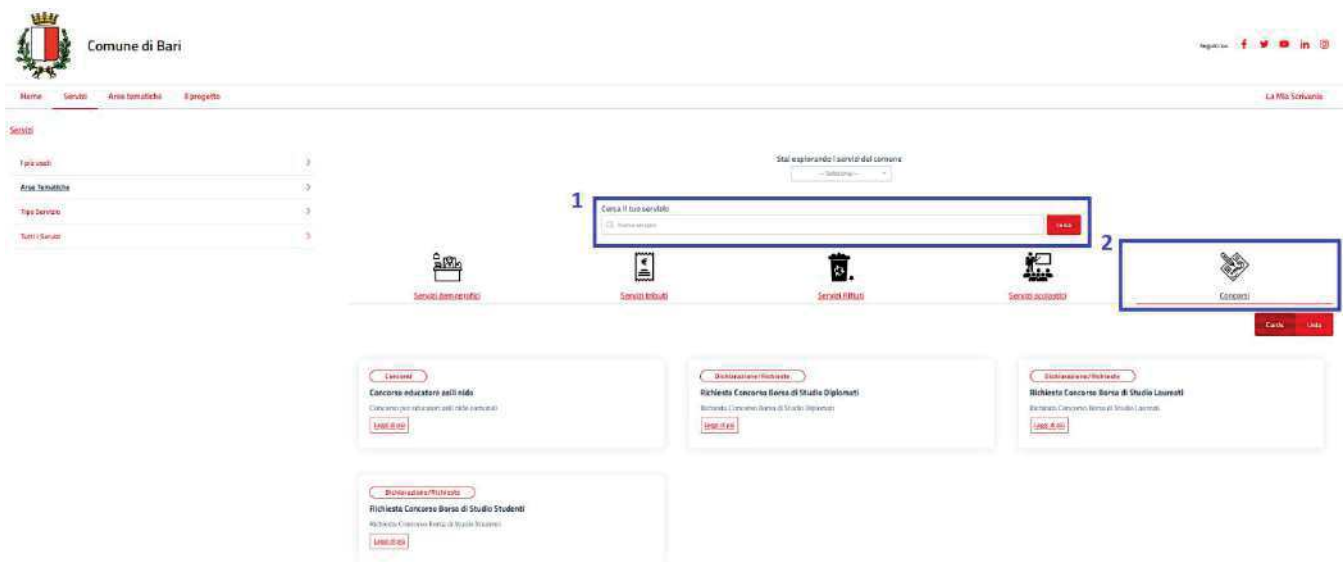 Comune di Bari
Seguici su
Home Servizi Aree tematiche Il progetto
La Mia Scrivania
Servizi
I più usati
Aree Tematiche
Tipo Servizio
Tutti i Servizi
Stai esplorando i servizi del comune
-- Seleziona --
1
Cerca il tuo servizio
Cerca
2
Servizi demografici
Servizi tributi
Servizi Rifiuti
Servizi scolastici
Concorsi
Cards Lista
Concorsi
Concorso educatore asili nido
Concorso per educatori asili nido comunali
Leggi di più
Dichiarazione/Richiesta
Richiesta Concorso Borsa di Studio Diplomati
Richiesta Concorso Borsa di Studio Diplomati
Leggi di più
Dichiarazione/Richiesta
Richiesta Concorso Borsa di Studio Laureati
Richiesta Concorso Borsa di Studio Laureati
Leggi di più
Dichiarazione/Richiesta
Richiesta Concorso Borsa di Studio Studenti
Richiesta Concorso Borsa di Studio Studenti
Leggi di più